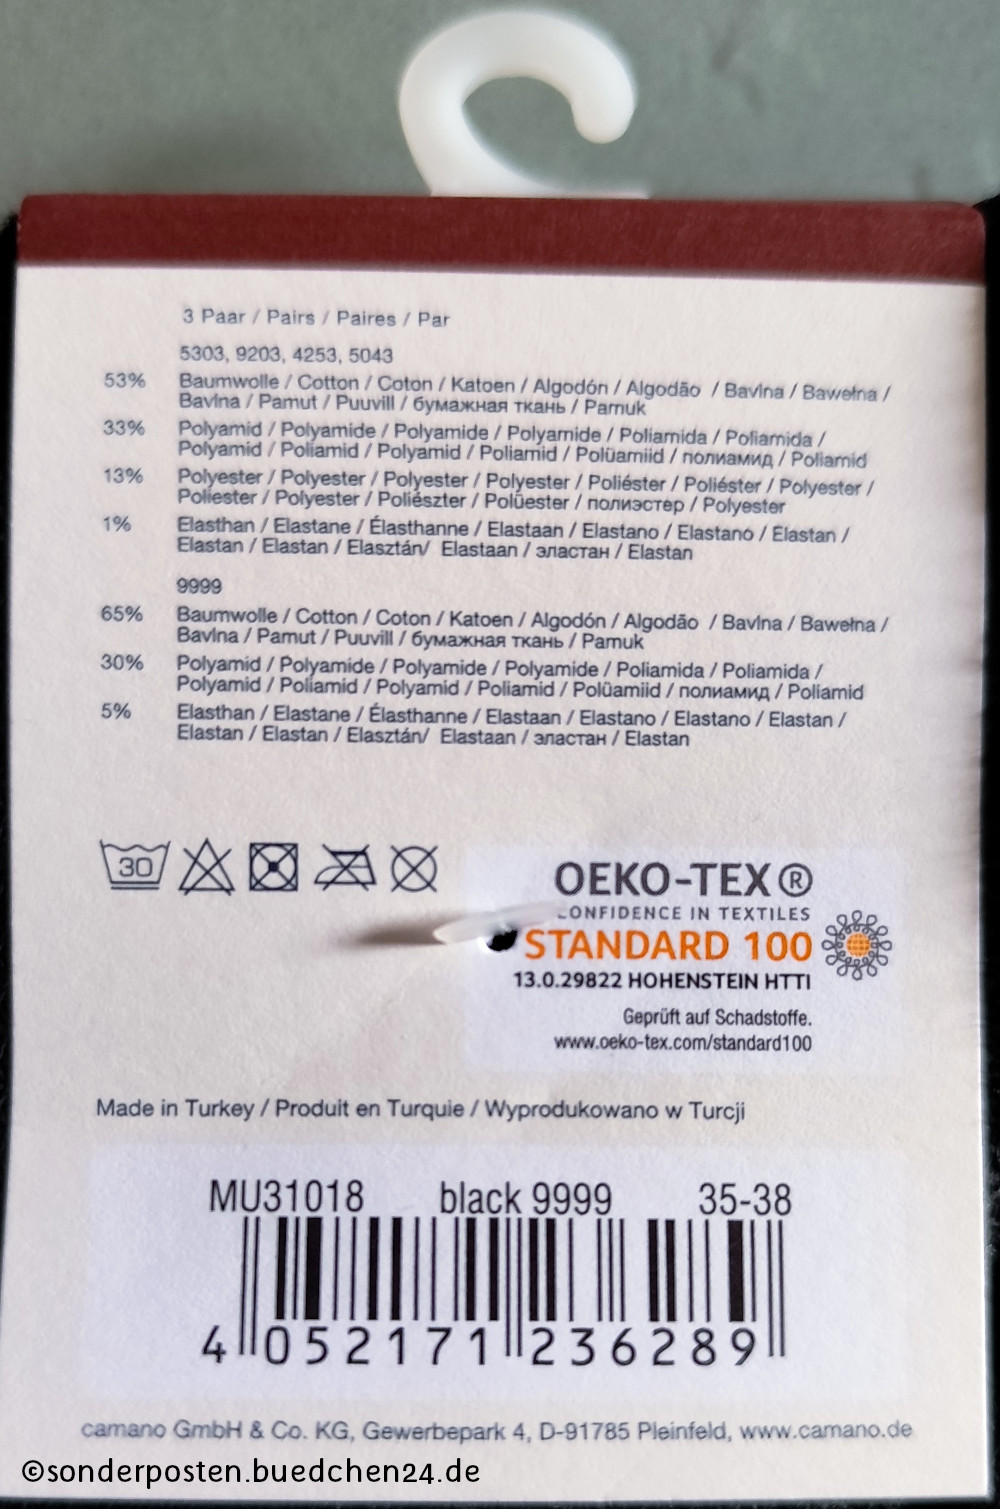 3 Paar / Pairs / Paires / Par
5303, 9203, 4253, 5043
53% Baumwolle / Cotton / Coton / Katoen / Algodón / Algodão / Bavlna / Bawełna /
Bavlna / Pamut / Puuvill / бумажная ткань / Pamuk
33% Polyamid / Polyamide / Polyamide / Polyamide / Poliamida / Poliamida /
Polyamid / Poliamid / Polyamid / Poliamid / Polüamiid / полиамид / Poliamid
13% Polyester / Polyester / Polyester / Polyester / Poliéster / Poliéster / Polyester /
Poliester / Polyester / Poliészter / Polüester / полиэстер / Polyester
1% Elasthan / Elastane / Élasthanne / Elastaan / Elastano / Elastano / Elastan /
Elastan / Elastan / Elasztán/ Elastaan / эластан / Elastan
9999
65% Baumwolle / Cotton / Coton / Katoen / Algodón / Algodão / Bavlna / Bawełna /
Bavlna / Pamut / Puuvill / бумажная ткань / Pamuk
30% Polyamid / Polyamide / Polyamide / Polyamide / Poliamida / Poliamida /
Polyamid / Poliamid / Polyamid / Poliamid / Polüamiid / полиамид / Poliamid
5% Elasthan / Elastane / Élasthanne / Elastaan / Elastano / Elastano / Elastan /
Elastan / Elastan / Elasztán/ Elastaan / эластан / Elastan
30
OEKO-TEX®
CONFIDENCE IN TEXTILES
STANDARD 100
13.0.29822 HOHENSTEIN HTTI
Geprüft auf Schadstoffe.
www.oeko-tex.com/standard100
Made in Turkey / Produit en Turquie / Wyprodukowano w Turcji
MU31018 black 9999 35-38
4 052171 236289
camano GmbH & Co. KG, Gewerbepark 4, D-91785 Pleinfeld, www.camano.de
©sonderposten.buedchen24.de